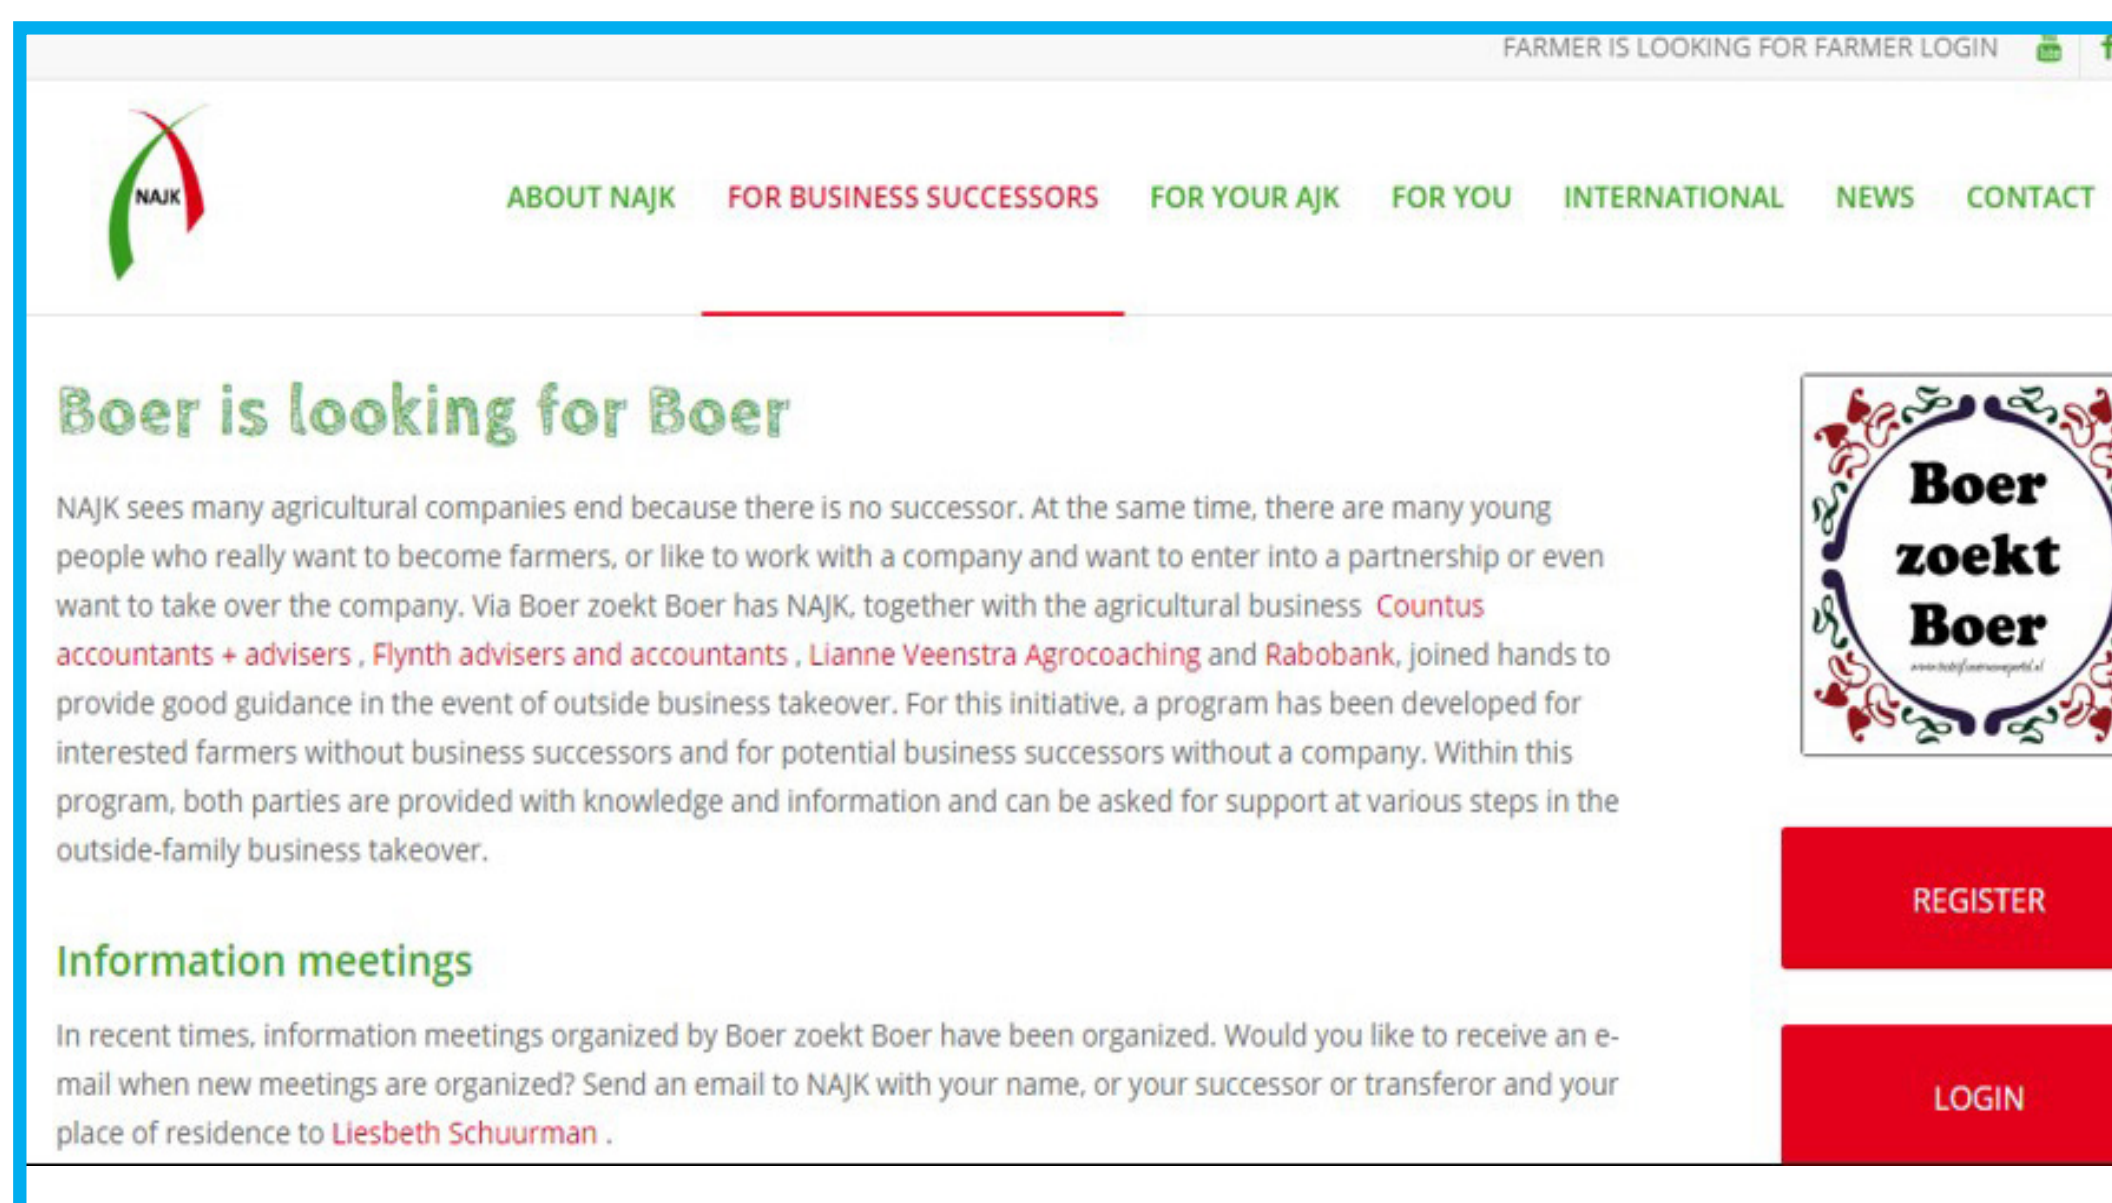 FARMER IS LOOKING FOR FARMER LOGIN
NAJK
ABOUT NAJK FOR BUSINESS SUCCESSORS FOR YOUR AJK FOR YOU INTERNATIONAL NEWS CONTACT
Boer is looking for Boer
NAJK sees many agricultural companies end because there is no successor. At the same time, there are many young
people who really want to become farmers, or like to work with a company and want to enter into a partnership or even
want to take over the company. Via Boer zoekt Boer has NAJK, together with the agricultural business Countus
accountants + advisers , Flynth advisers and accountants , Lianne Veenstra Agrocoaching and Rabobank, joined hands to
provide good guidance in the event of outside business takeover. For this initiative, a program has been developed for
interested farmers without business successors and for potential business successors without a company. Within this
program, both parties are provided with knowledge and information and can be asked for support at various steps in the
outside-family business takeover.
Information meetings
In recent times, information meetings organized by Boer zoekt Boer have been organized. Would you like to receive an e-
mail when new meetings are organized? Send an email to NAJK with your name, or your successor or transferor and your
place of residence to Liesbeth Schuurman .
Boer
zoekt
Boer
REGISTER
LOGIN